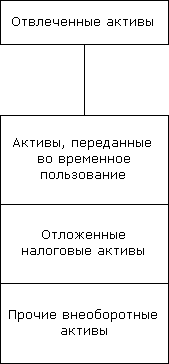 Отвлеченные активы
Активы, переданные
во временное
пользование
Отложенные
налоговые активы
Прочие внеоборотные
активы